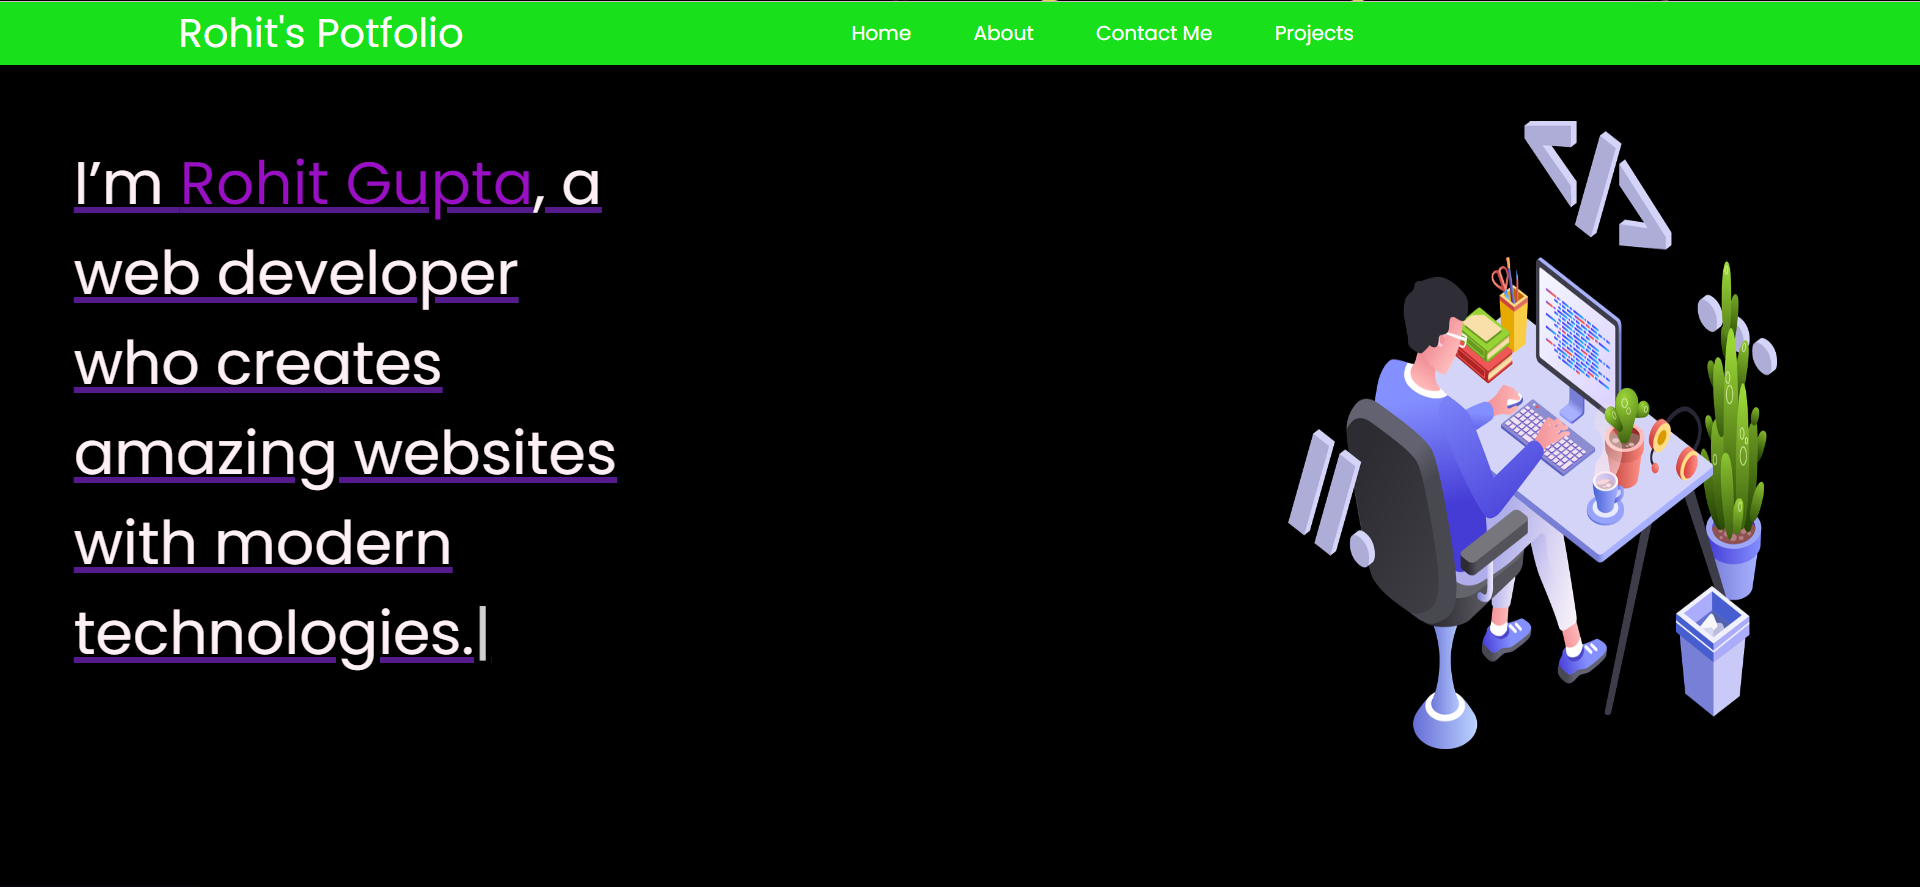 Rohit's Potfolio
Home About Contact Me Projects
I’m Rohit Gupta, a
web developer
who creates
amazing websites
with modern
technologies.|